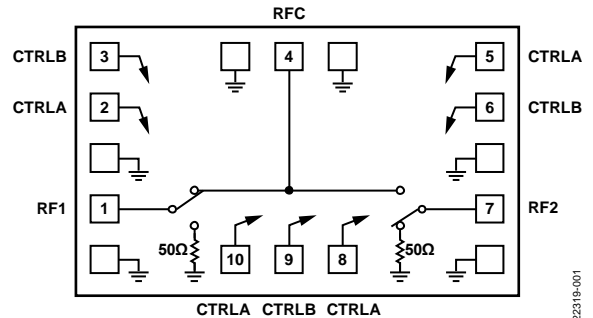 RFC
CTRLB 3 4 5 CTRLA
CTRLA 2 6 CTRLB
RF1 1 7 RF2
50Ω 10 9 8 50Ω
CTRLA CTRLB CTRLA
22319-001